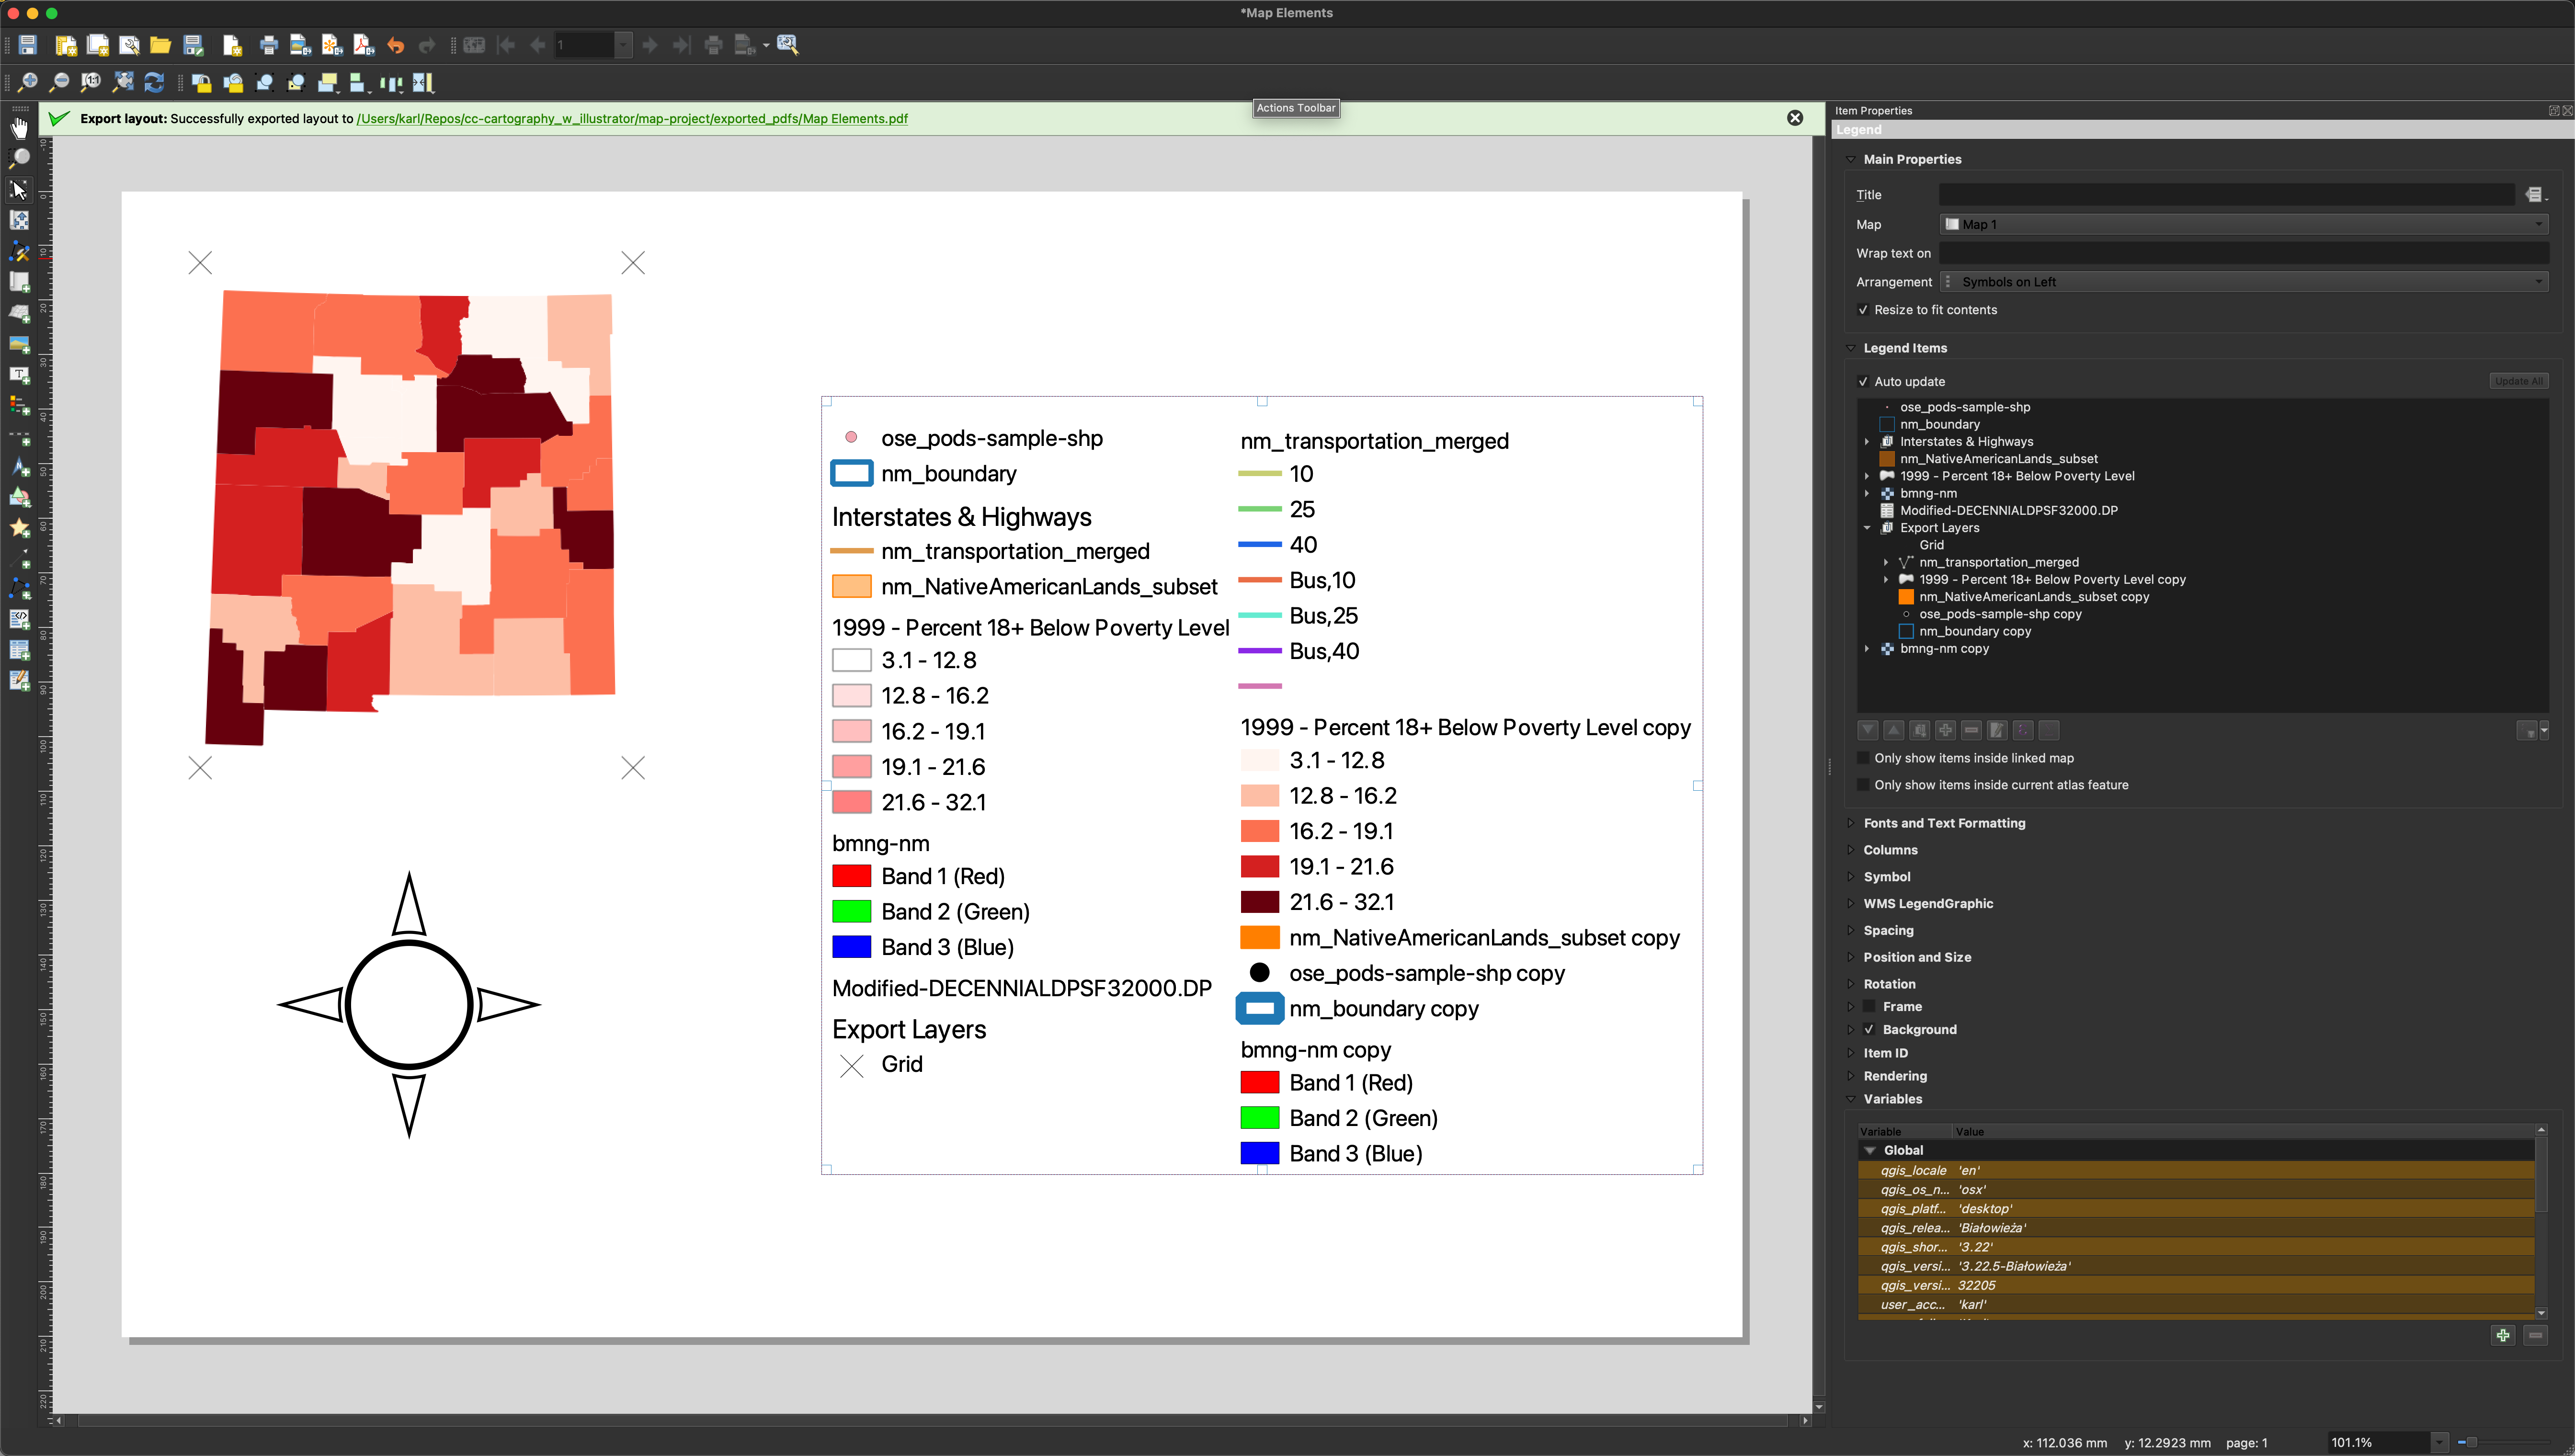 *Map Elements
1
Export layout: Successfully exported layout to /Users/karl/Repos/cc-cartography_w_illustrator/map-project/exported_pdfs/Map Elements.pdf
Actions Toolbar
ose_pods-sample-shp
nm_boundary
Interstates & Highways
nm_transportation_merged
nm_NativeAmericanLands_subset
1999 - Percent 18+ Below Poverty Level
3.1 - 12.8
12.8 - 16.2
16.2 - 19.1
19.1 - 21.6
21.6 - 32.1
bmng-nm
Band 1 (Red)
Band 2 (Green)
Band 3 (Blue)
Modified-DECENNIALDPSF32000.DP
Export Layers
Grid
nm_transportation_merged
10
25
40
Bus,10
Bus,25
Bus,40
1999 - Percent 18+ Below Poverty Level copy
3.1 - 12.8
12.8 - 16.2
16.2 - 19.1
19.1 - 21.6
21.6 - 32.1
nm_NativeAmericanLands_subset copy
ose_pods-sample-shp copy
nm_boundary copy
bmng-nm copy
Band 1 (Red)
Band 2 (Green)
Band 3 (Blue)
Item Properties
Legend
Main Properties
Title
Map Map 1
Wrap text on
Arrangement Symbols on Left
Resize to fit contents
Legend Items
Auto update Update All
ose_pods-sample-shp
nm_boundary
Interstates & Highways
nm_NativeAmericanLands_subset
1999 - Percent 18+ Below Poverty Level
bmng-nm
Modified-DECENNIALDPSF32000.DP
Export Layers
Grid
nm_transportation_merged
1999 - Percent 18+ Below Poverty Level copy
nm_NativeAmericanLands_subset copy
ose_pods-sample-shp copy
nm_boundary copy
bmng-nm copy
Only show items inside linked map
Only show items inside current atlas feature
Fonts and Text Formatting
Columns
Symbol
WMS LegendGraphic
Spacing
Position and Size
Rotation
Frame
Background
Item ID
Rendering
Variables
Variable Value
Global
qgis_locale 'en'
qgis_os_n... 'osx'
qgis_platf... 'desktop'
qgis_relea... 'Białowieża'
qgis_shor... '3.22'
qgis_versi... '3.22.5-Białowieża'
qgis_versi... 32205
user_acc... 'karl'
x: 112.036 mm y: 12.2923 mm page: 1 101.1%